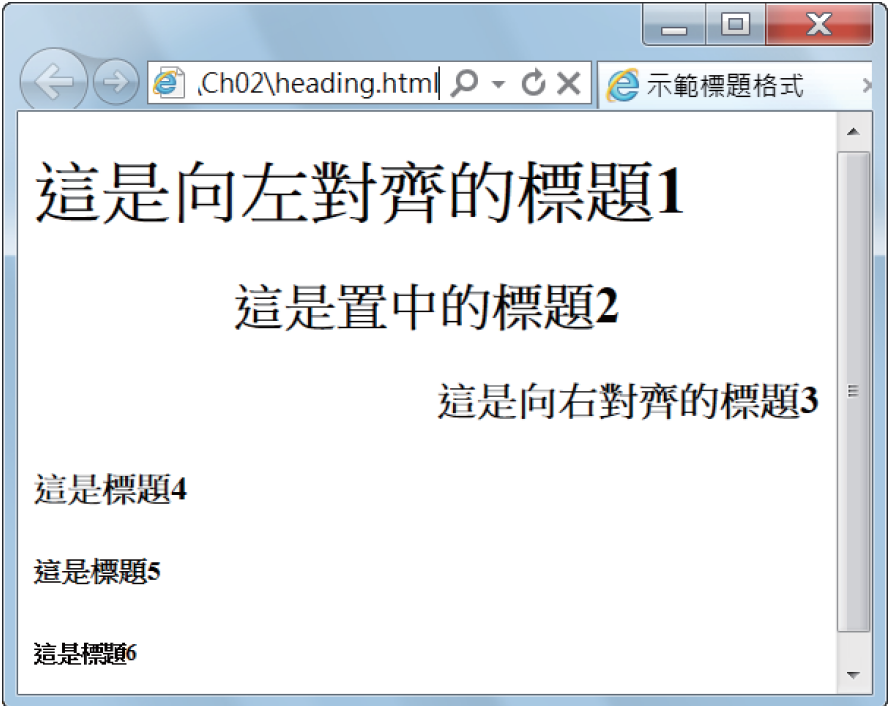 \Ch02\heading.html
示範標題格式
這是向左對齊的標題1
這是置中的標題2
這是向右對齊的標題3
這是標題4
這是標題5
這是標題6